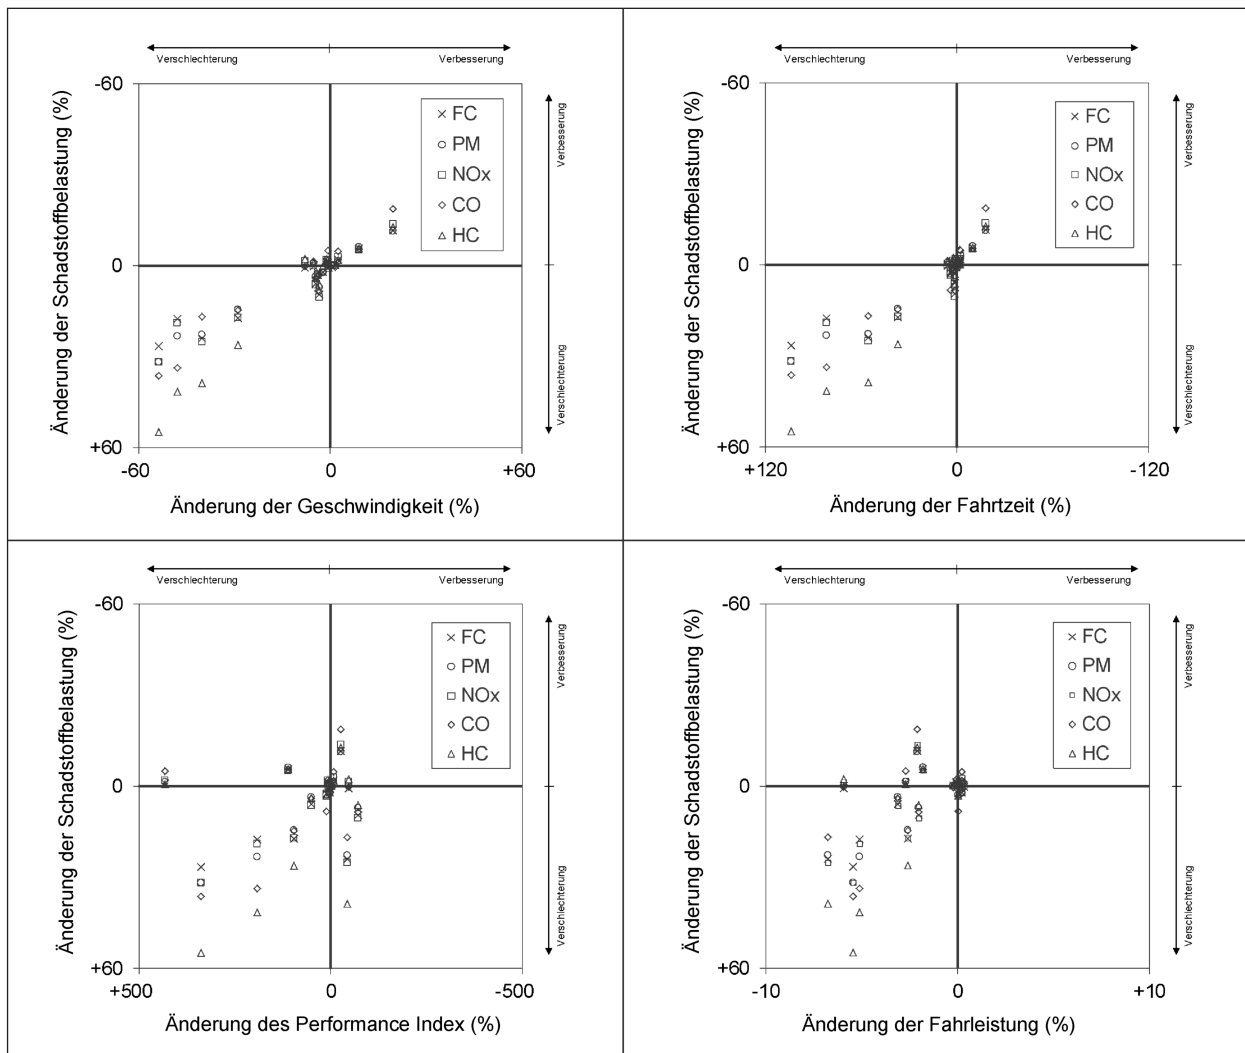 Verschlechterung Verbesserung
-60
FC
PM
NOx
CO
HC
0
+60
-60 0 +60
Änderung der Schadstoffbelastung (%)
Änderung der Geschwindigkeit (%)
Verbesserung
Verschlechterung
Verschlechterung Verbesserung
-60
FC
PM
NOx
CO
HC
0
+60
+120 0 -120
Änderung der Schadstoffbelastung (%)
Änderung der Fahrtzeit (%)
Verbesserung
Verschlechterung
Verschlechterung Verbesserung
-60
FC
PM
NOx
CO
HC
0
+60
+500 0 -500
Änderung der Schadstoffbelastung (%)
Änderung des Performance Index (%)
Verbesserung
Verschlechterung
Verschlechterung Verbesserung
-60
FC
PM
NOx
CO
HC
0
+60
-10 0 +10
Änderung der Schadstoffbelastung (%)
Änderung der Fahrleistung (%)
Verbesserung
Verschlechterung